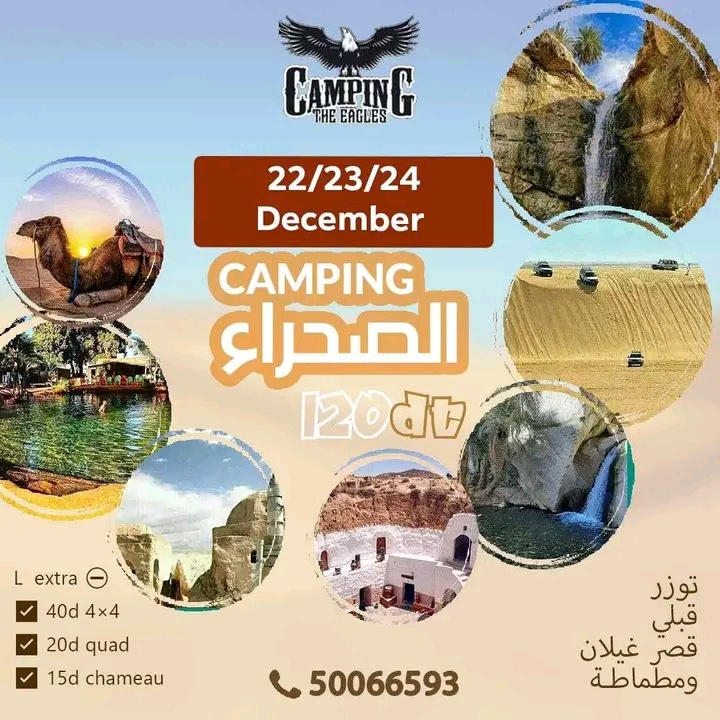 CAMPING
THE EAGLES
22/23/24
December
CAMPING
الصحراء
120dt
L extra
40d 4×4
20d quad
15d chameau
توزر
قبلي
قصر غيلان
ومطماطة
50066593